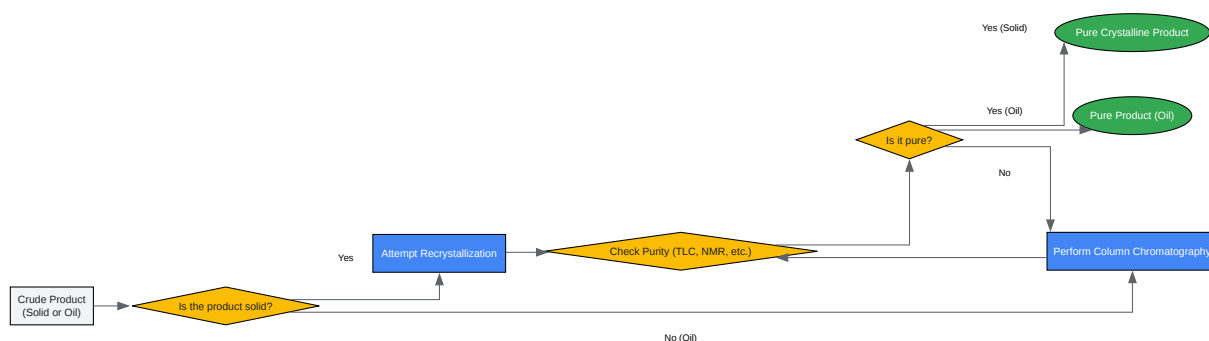 Yes (Solid)
Pure Crystalline Product
Yes (Oil)
Pure Product (Oil)
Is it pure?
No
Yes
Attempt Recrystallization
Check Purity (TLC, NMR, etc.)
Perform Column Chromatography
Crude Product
(Solid or Oil)
Is the product solid?
No (Oil)